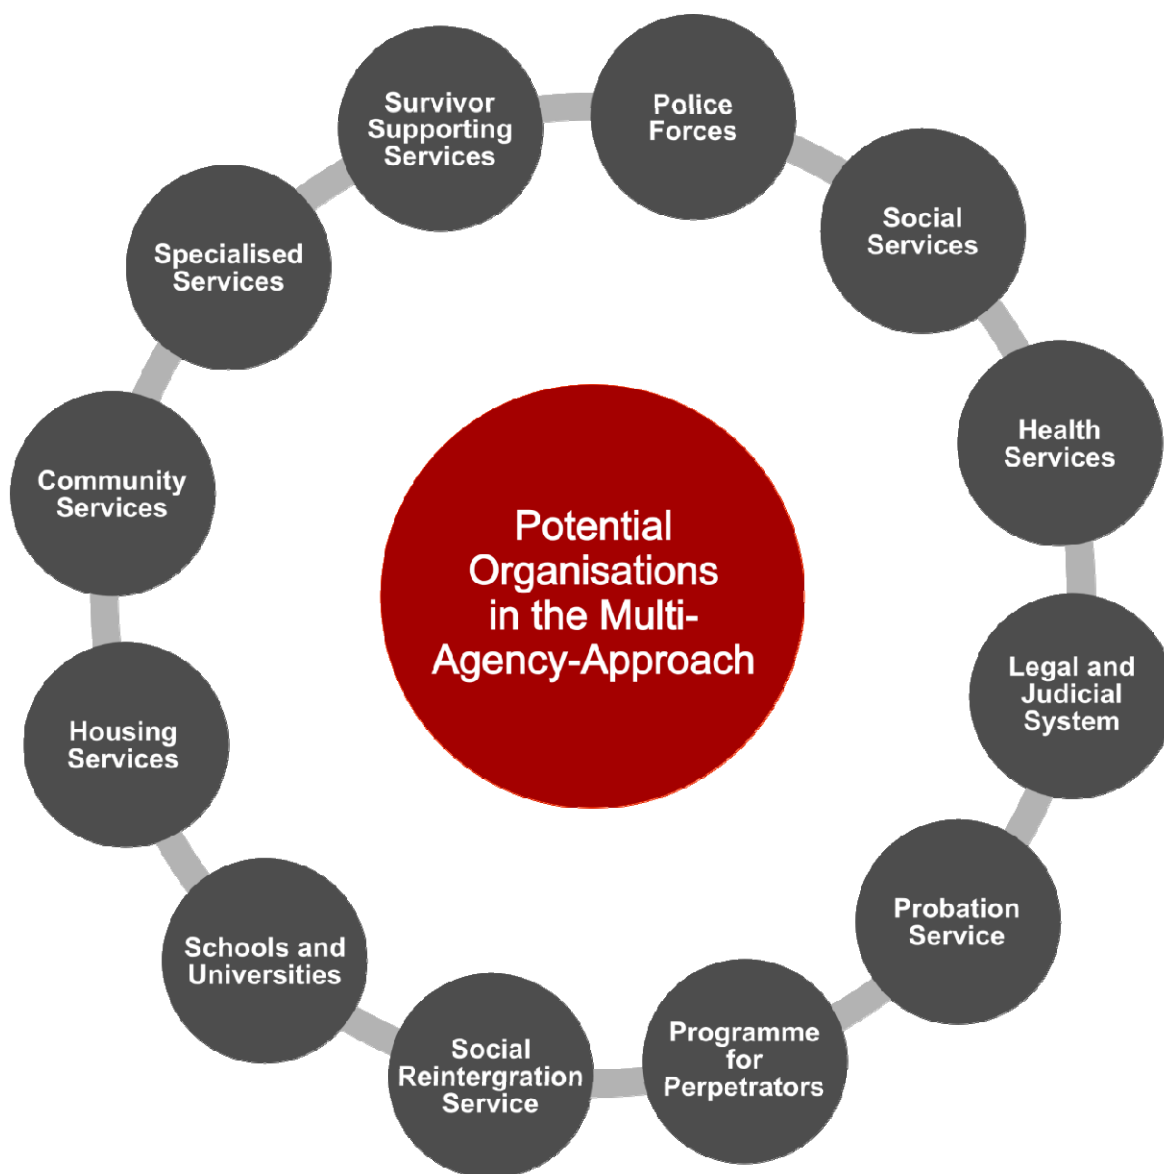 Survivor
Supporting
Services
Police
Forces
Social
Services
Health
Services
Legal and
Judicial
System
Probation
Service
Programme
for
Perpetrators
Social
Reintergration
Service
Schools and
Universities
Housing
Services
Community
Services
Specialised
Services
Potential
Organisations
in the Multi-
Agency-Approach